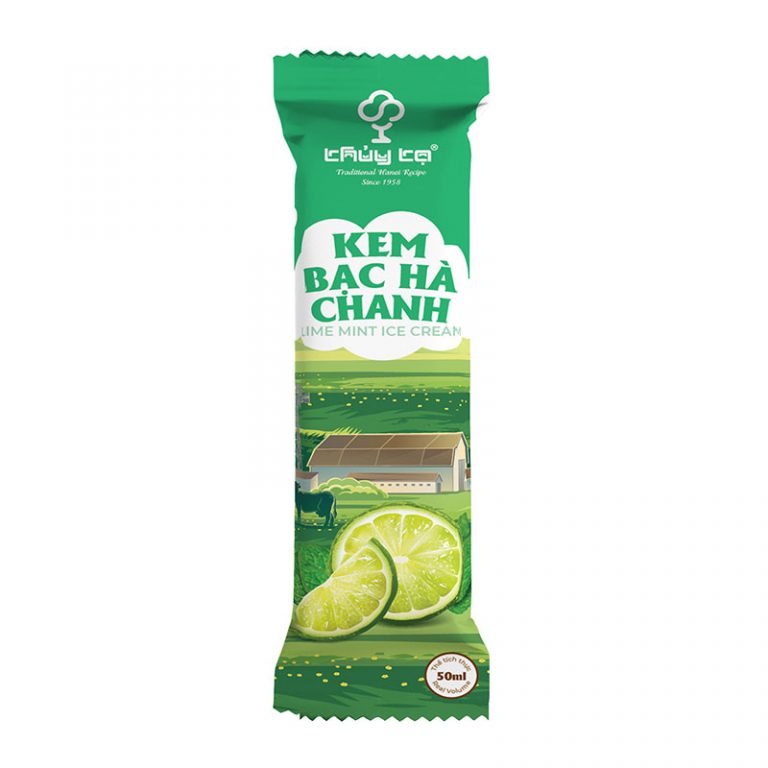 thủy tạ®
Traditional Hanoi Recipe
Since 1958
KEM
BẠC HÀ
CHANH
LIME MINT ICE CREAM
Thể tích thực
50ml
Real Volume